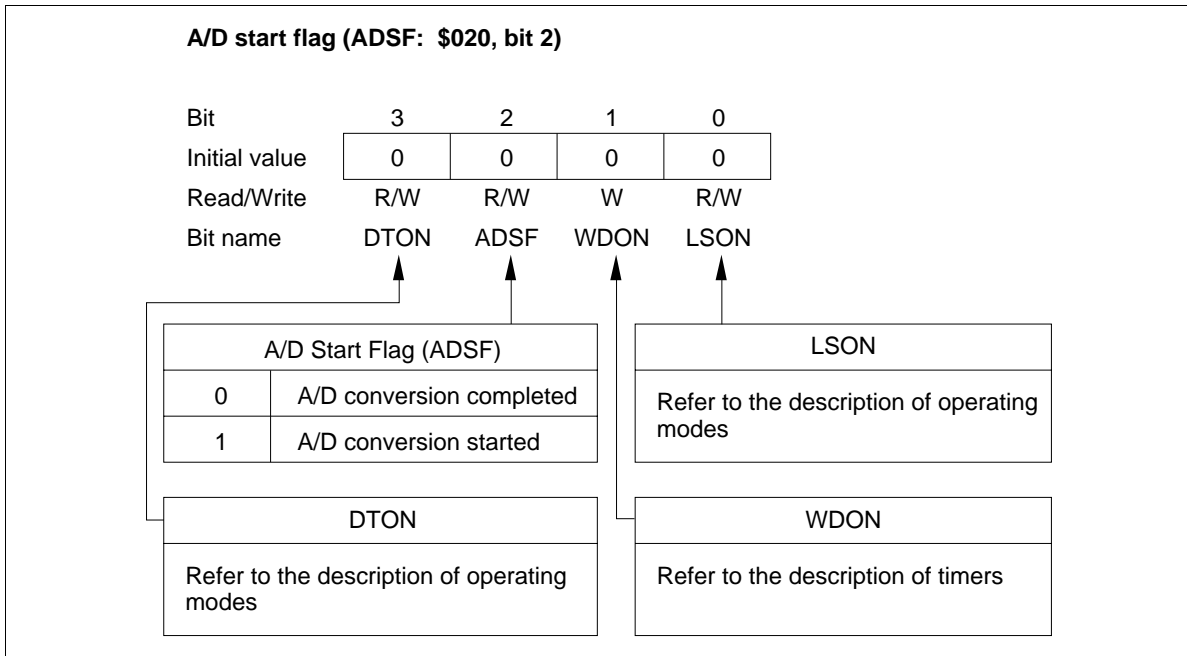 A/D start flag (ADSF: $020, bit 2)
Bit 3 2 1 0
Initial value 0 0 0 0
Read/Write R/W R/W W R/W
Bit name DTON ADSF WDON LSON
A/D Start Flag (ADSF)
0 A/D conversion completed
1 A/D conversion started
LSON
Refer to the description of operating
modes
DTON
Refer to the description of operating
modes
WDON
Refer to the description of timers